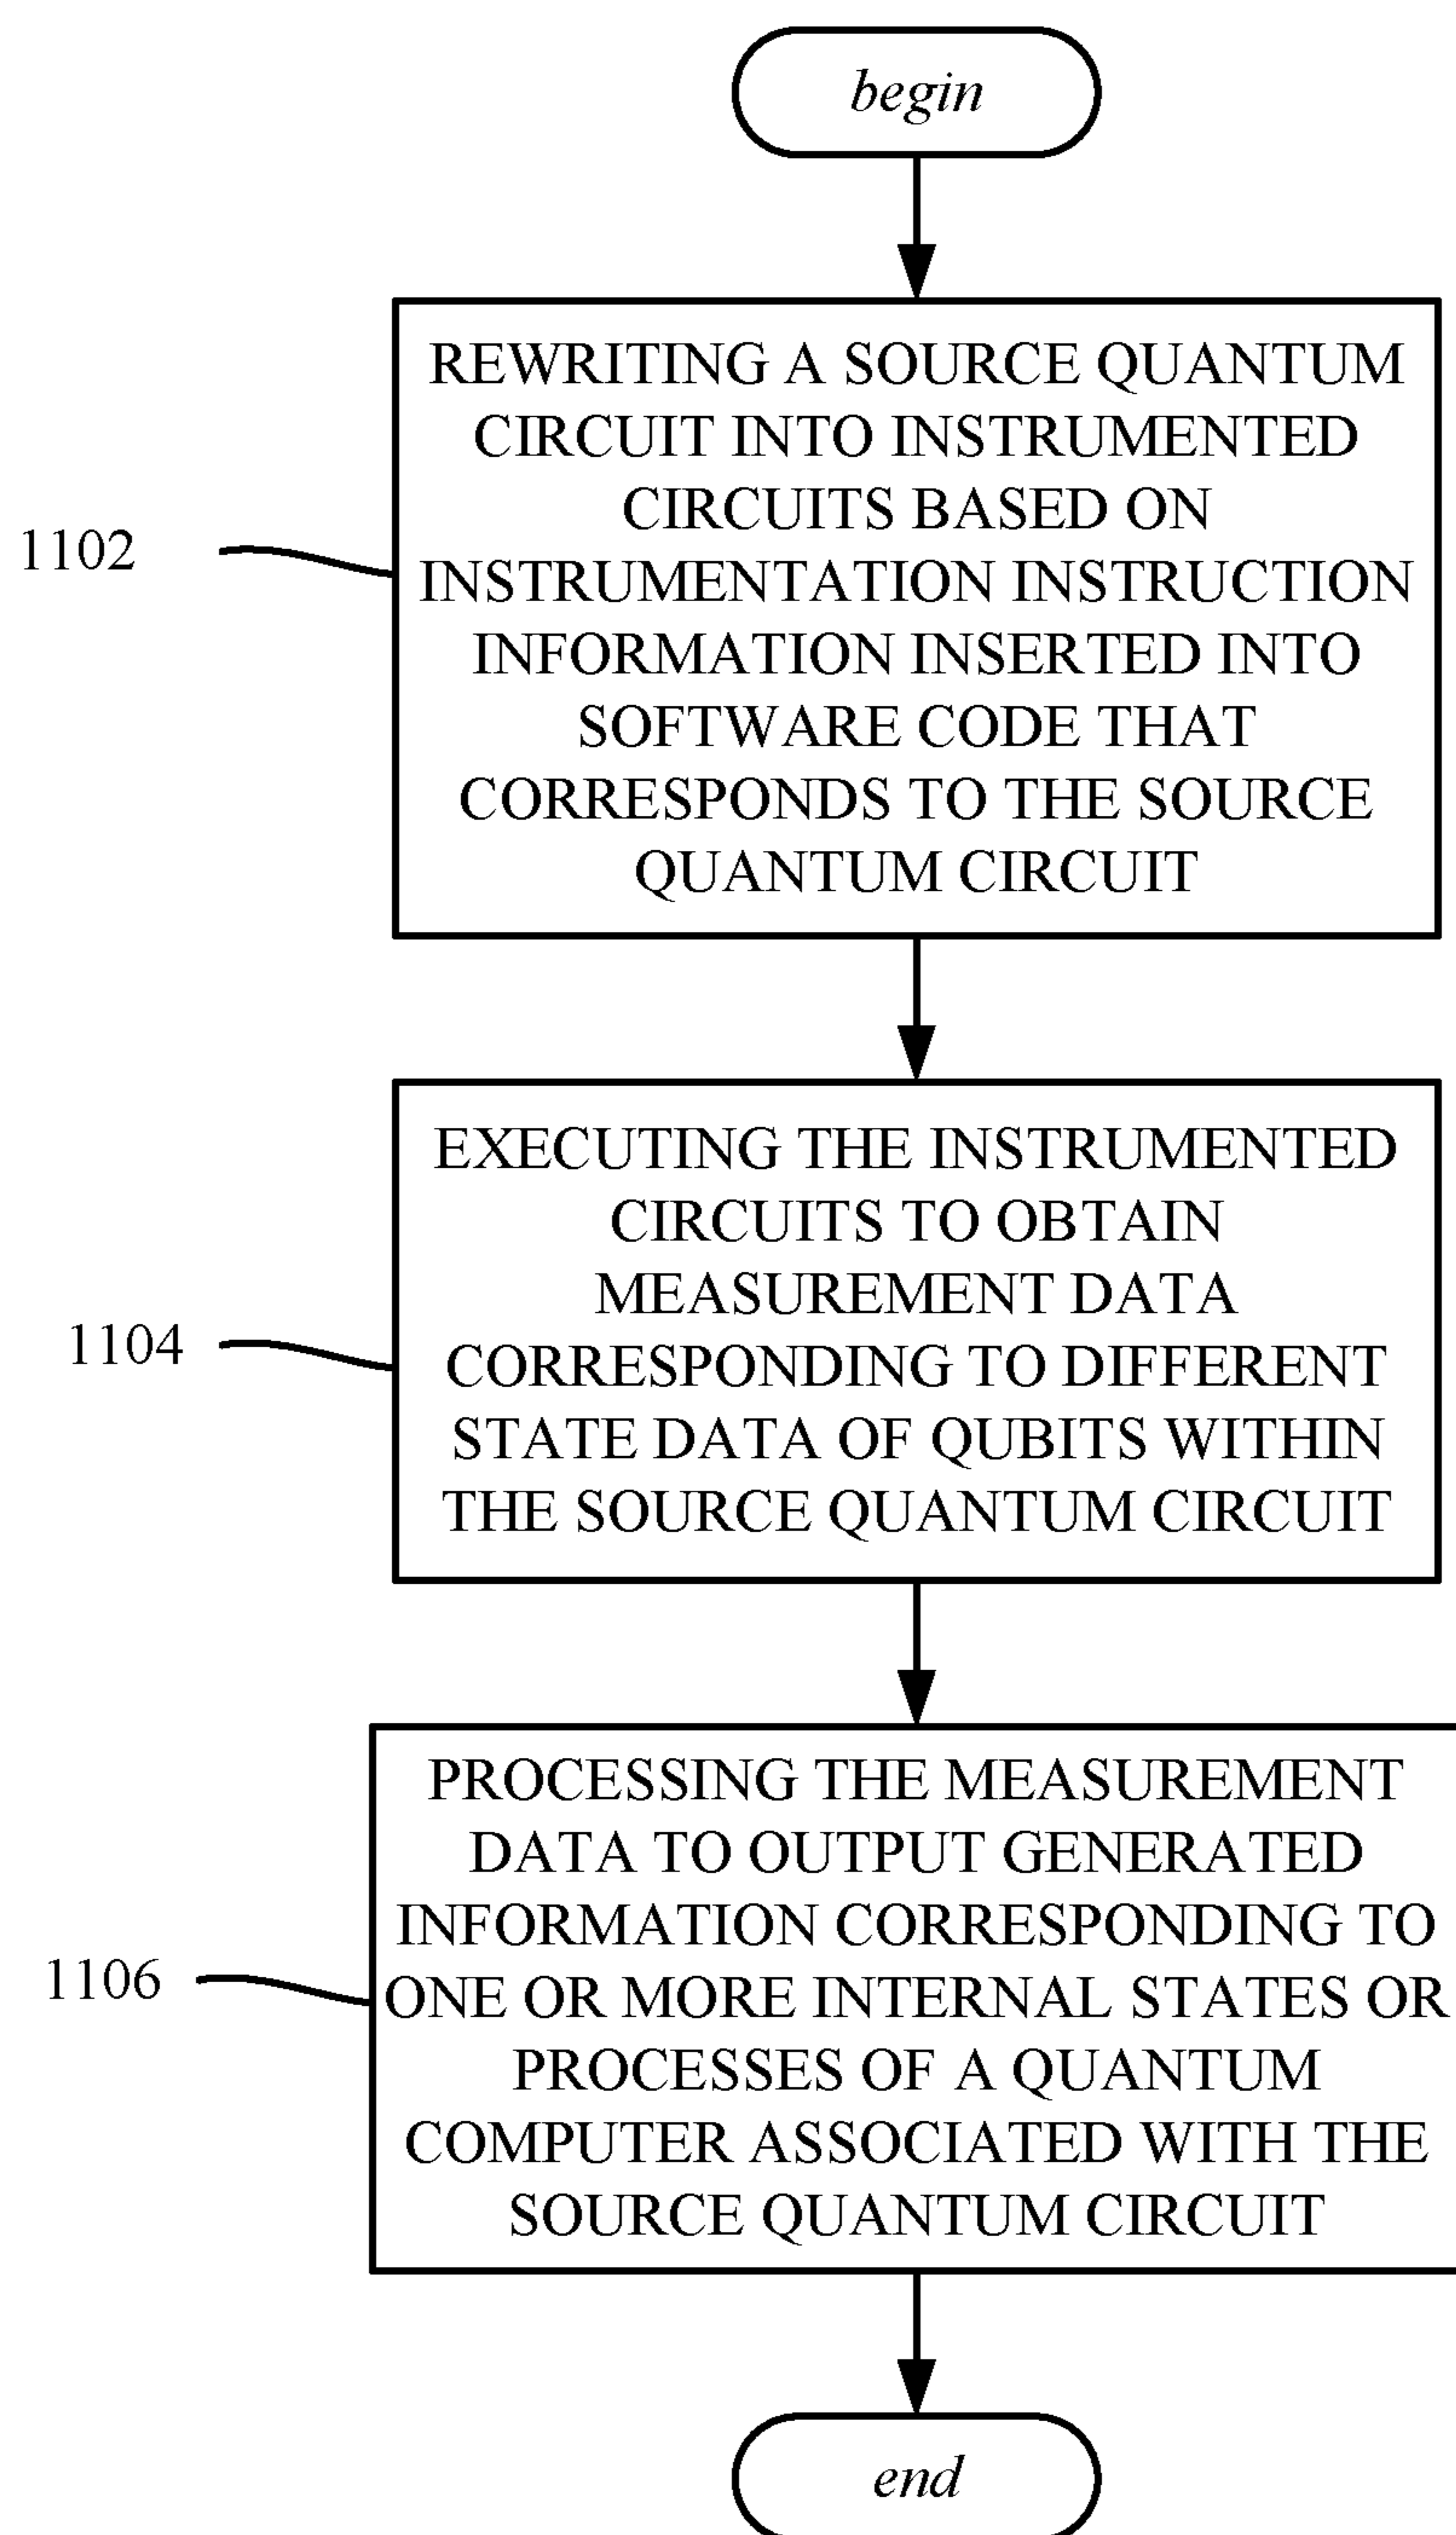 begin
REWRITING A SOURCE QUANTUM
CIRCUIT INTO INSTRUMENTED
CIRCUITS BASED ON
INSTRUMENTATION INSTRUCTION
INFORMATION INSERTED INTO
SOFTWARE CODE THAT
CORRESPONDS TO THE SOURCE
QUANTUM CIRCUIT
1102
EXECUTING THE INSTRUMENTED
CIRCUITS TO OBTAIN
MEASUREMENT DATA
CORRESPONDING TO DIFFERENT
STATE DATA OF QUBITS WITHIN
THE SOURCE QUANTUM CIRCUIT
1104
PROCESSING THE MEASUREMENT
DATA TO OUTPUT GENERATED
INFORMATION CORRESPONDING TO
ONE OR MORE INTERNAL STATES OR
PROCESSES OF A QUANTUM
COMPUTER ASSOCIATED WITH THE
SOURCE QUANTUM CIRCUIT
1106
end